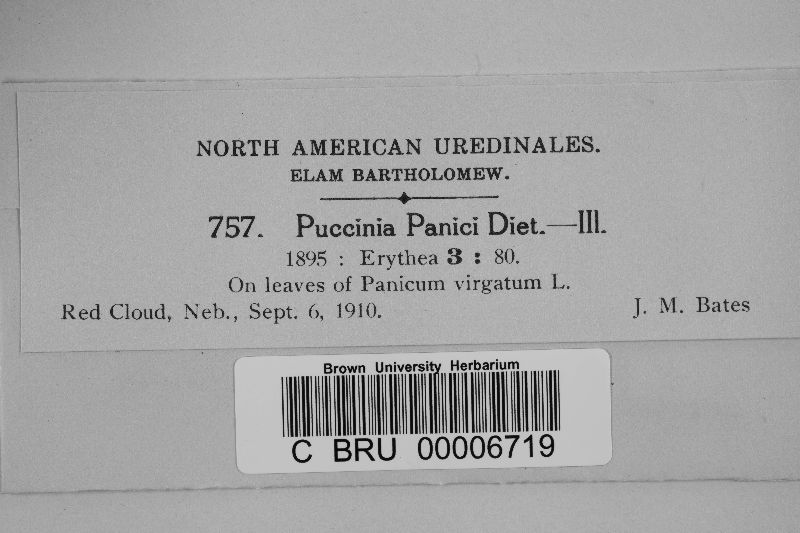 NORTH AMERICAN UREDINALES.
ELAM BARTHOLOMEW.
757. Puccinia Panici Diet.—III.
1895 : Erythea 3 : 80.
On leaves of Panicum virgatum L.
Red Cloud, Neb., Sept. 6, 1910. J. M. Bates
Brown University Herbarium
C BRU 00006719